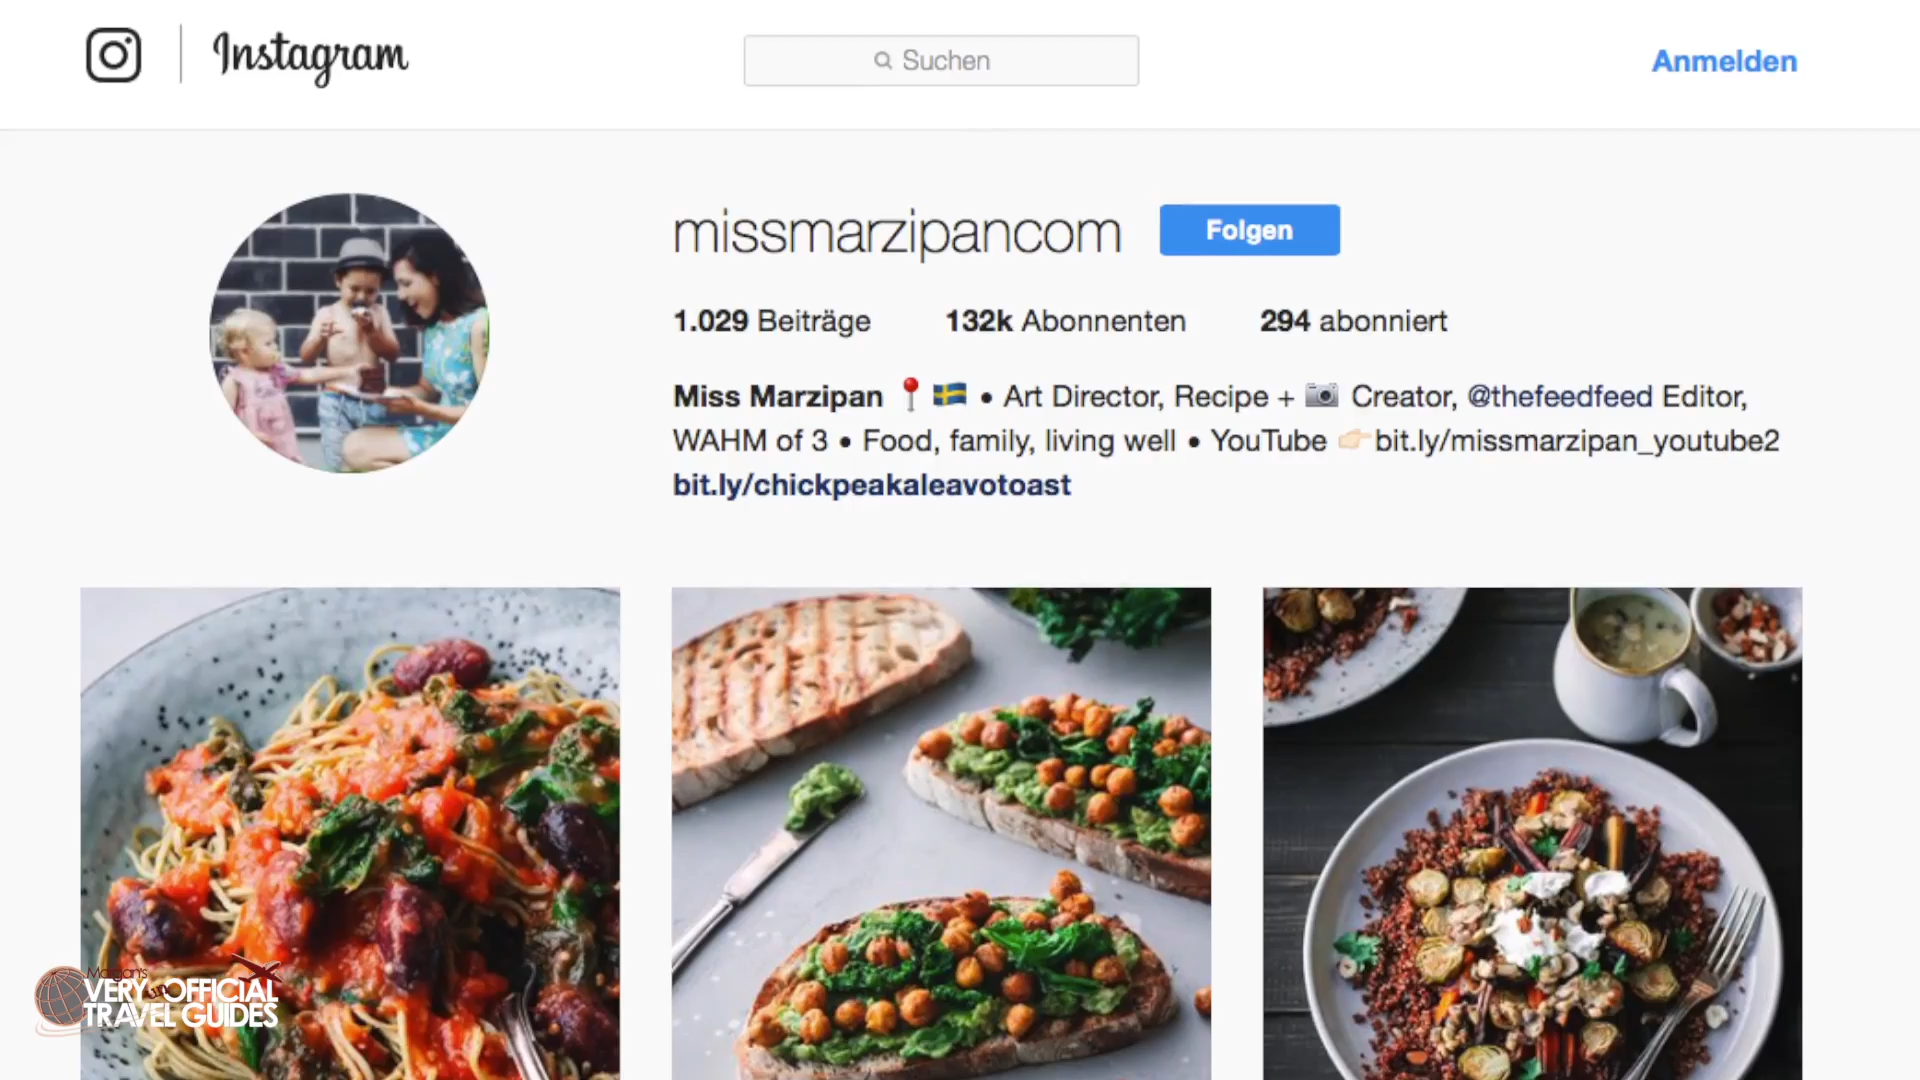 Instagram
Suchen
Anmelden
missmarzipancom
Folgen
1.029 Beiträge 132k Abonnenten 294 abonniert
Miss Marzipan 📍🇸🇪 • Art Director, Recipe + 📷 Creator, @thefeedfeed Editor,
WAHM of 3 • Food, family, living well • YouTube 👉🏻bit.ly/missmarzipan_youtube2
bit.ly/chickpeakaleavotoast
Morgan's
VERY un-OFFICIAL
TRAVEL GUIDES